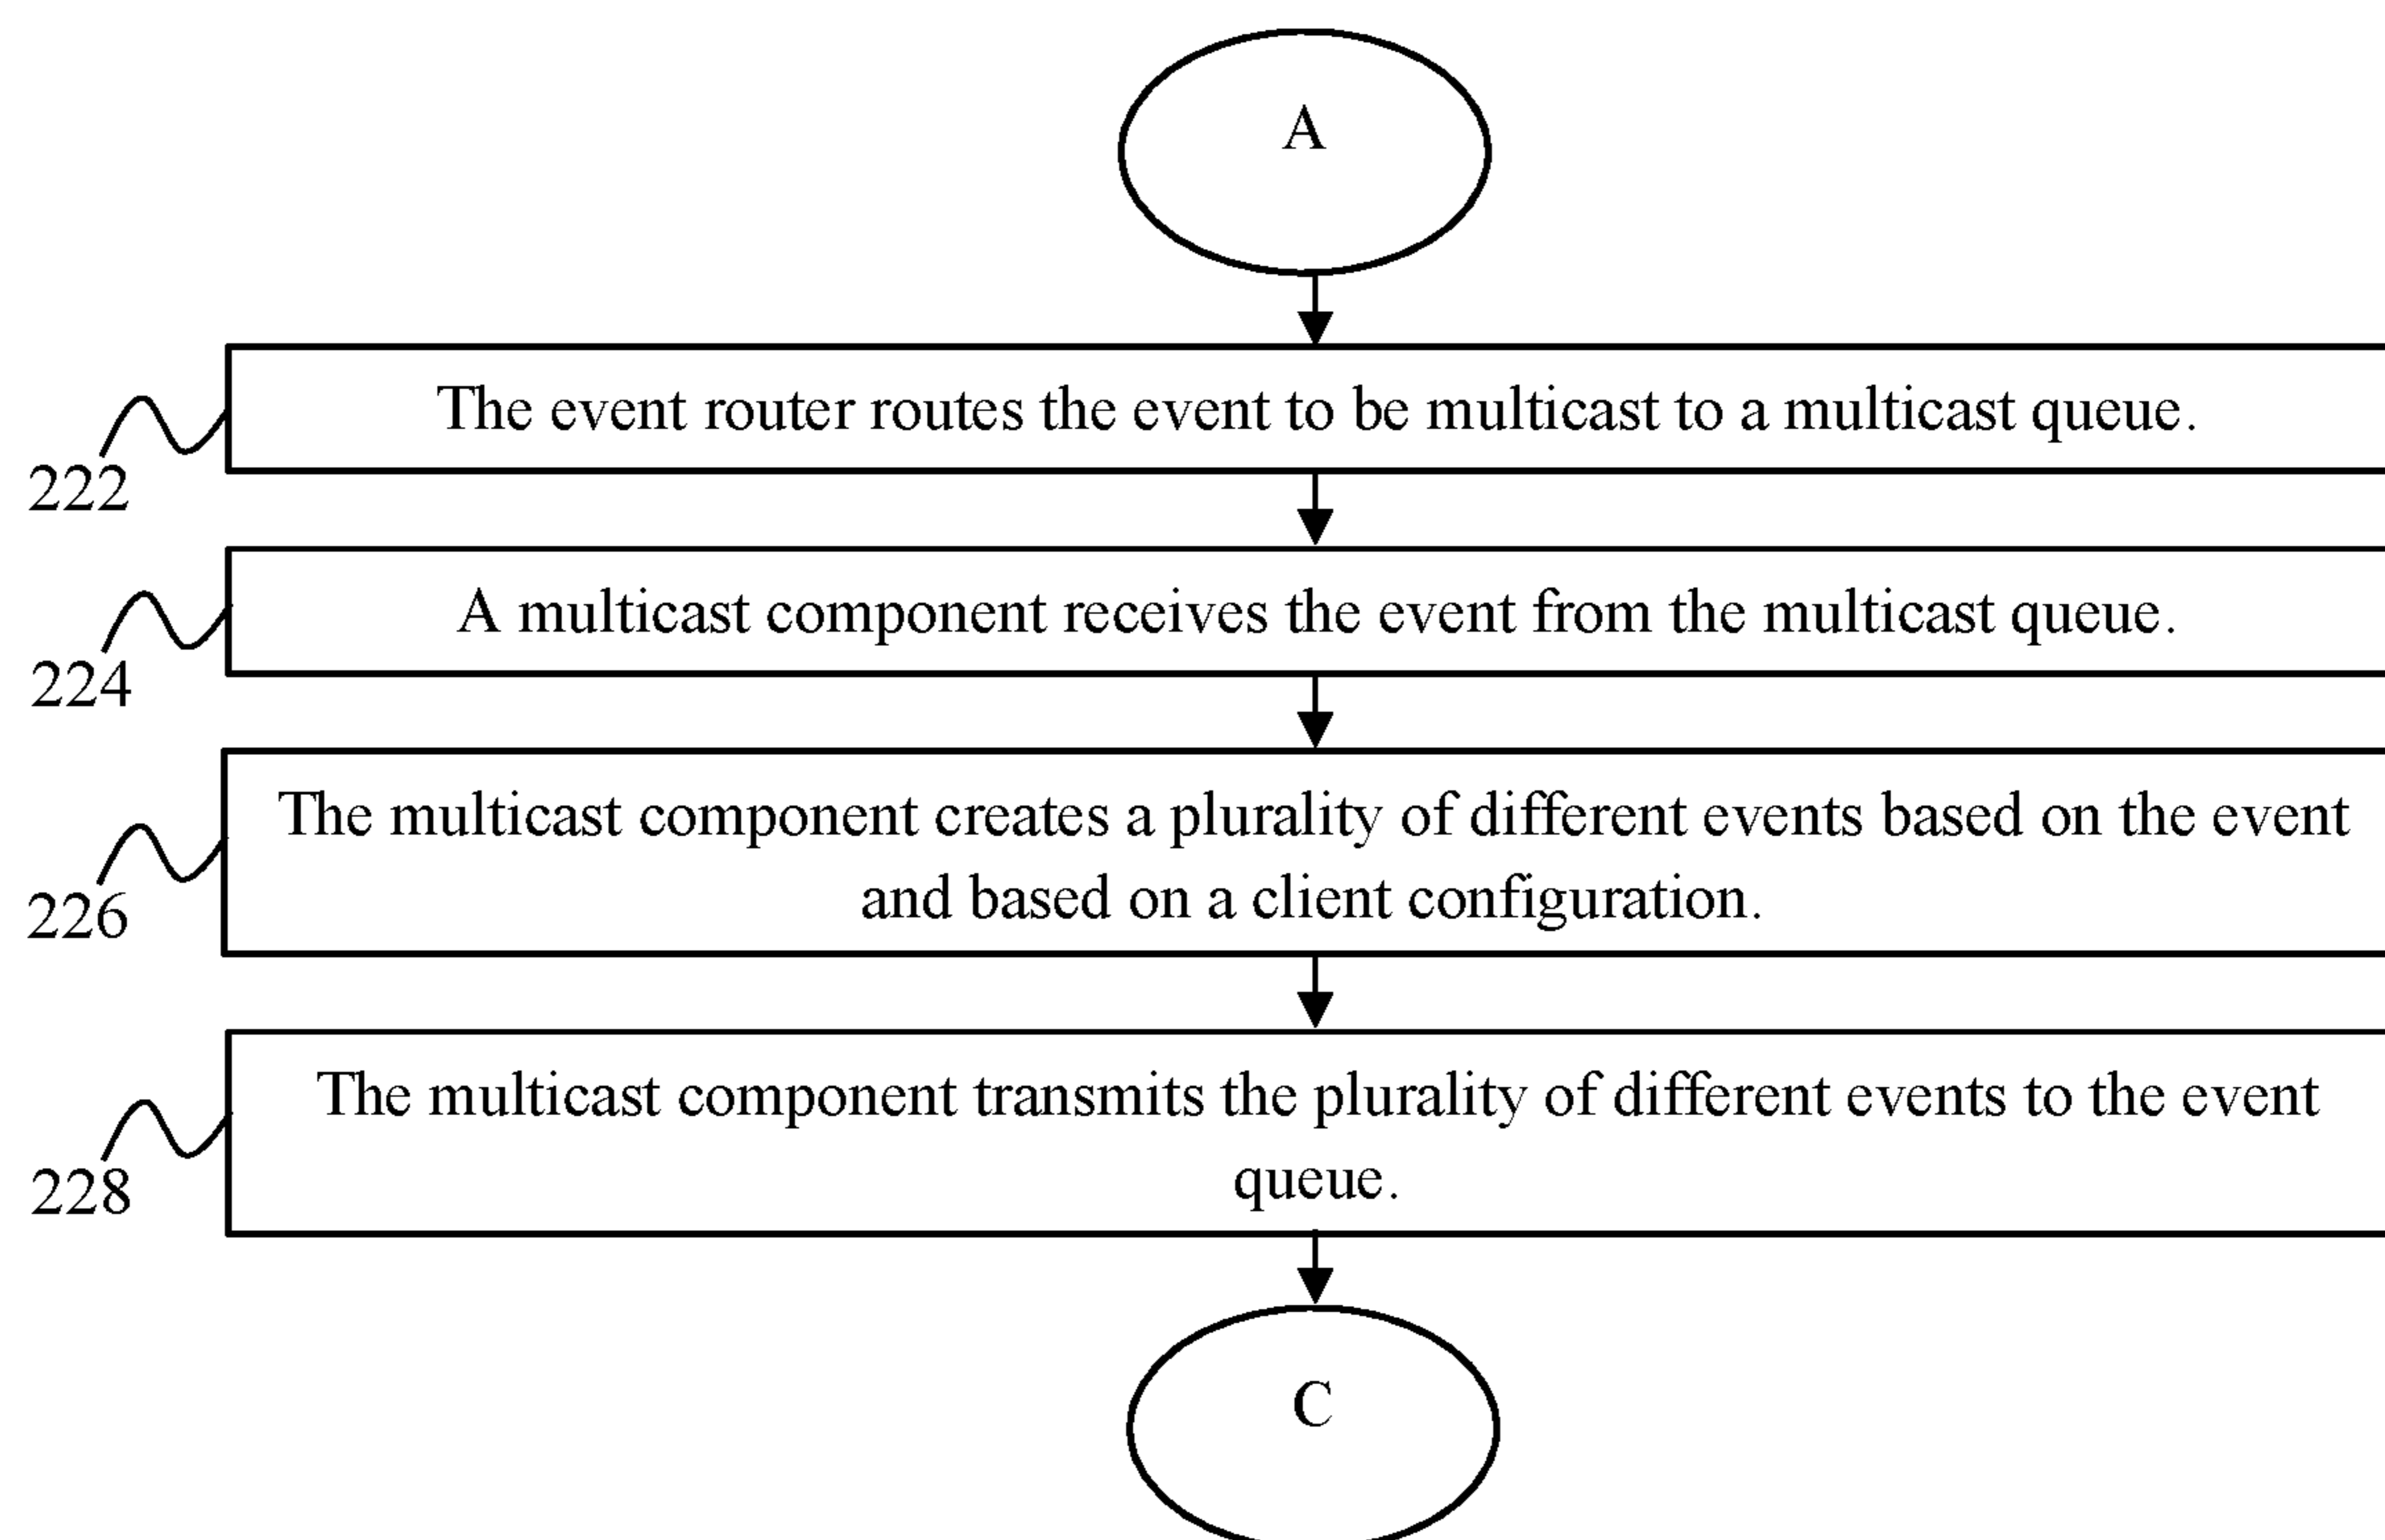 A
The event router routes the event to be multicast to a multicast queue.
222
A multicast component receives the event from the multicast queue.
224
The multicast component creates a plurality of different events based on the event
and based on a client configuration.
226
The multicast component transmits the plurality of different events to the event
queue.
228
C